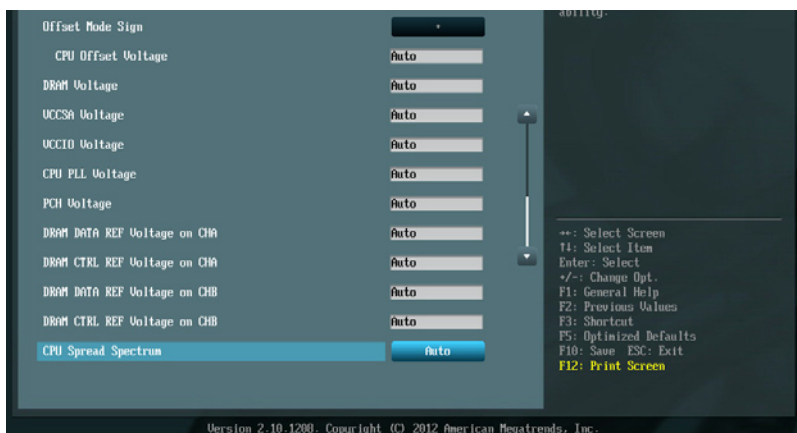 Offset Mode Sign
ability.
CPU Offset Voltage Auto
DRAM Voltage Auto
VCCSA Voltage Auto
VCCIO Voltage Auto
CPU PLL Voltage Auto
PCH Voltage Auto
DRAM DATA REF Voltage on CHA Auto
DRAM CTRL REF Voltage on CHA Auto
DRAM DATA REF Voltage on CHB Auto
DRAM CTRL REF Voltage on CHB Auto
CPU Spread Spectrum Auto
→←: Select Screen
↑↓: Select Item
Enter: Select
+/-: Change Opt.
F1: General Help
F2: Previous Values
F3: Shortcut
F5: Optimized Defaults
F10: Save ESC: Exit
F12: Print Screen
Version 2.10.1208. Copyright (C) 2012 American Megatrends, Inc.